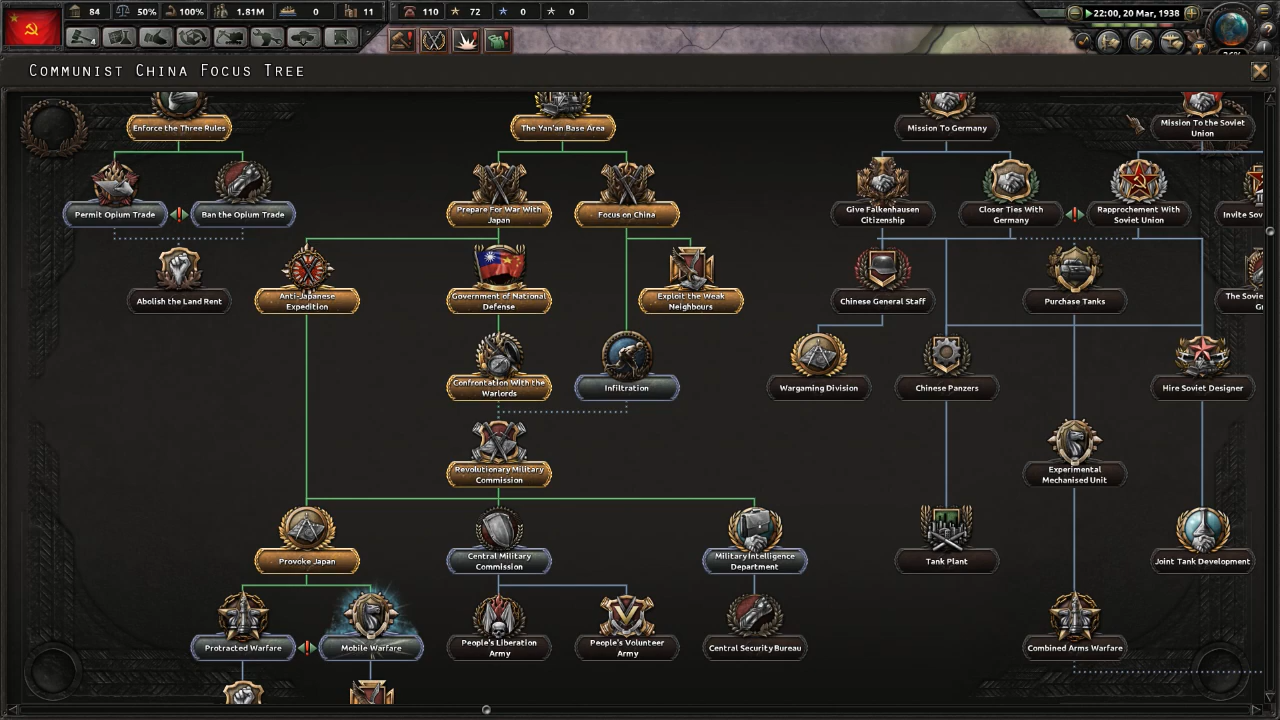 84
50%
100%
1.81M
0
11
110
72
0
0
22:00, 20 Mar, 1938
4
Communist China Focus Tree
Enforce the Three Rules
The Yan'an Base Area
Mission To Germany
Mission To the Soviet
Union
Permit Opium Trade
Ban the Opium Trade
Prepare For War With
Japan
Focus on China
Give Falkenhausen
Citizenship
Closer Ties With
Germany
Rapprochement With
Soviet Union
Invite Sov
Abolish the Land Rent
Anti-Japanese
Expedition
Government of National
Defense
Exploit the Weak
Neighbours
Chinese General Staff
Purchase Tanks
The Sovie
Confrontation With the
Warlords
Infiltration
Wargaming Division
Chinese Panzers
Hire Soviet Designer
Revolutionary Military
Commission
Experimental
Mechanised Unit
Provoke Japan
Central Military
Commission
Military Intelligence
Department
Tank Plant
Joint Tank Development
Protracted Warfare
Mobile Warfare
People's Liberation
Army
People's Volunteer
Army
Central Security Bureau
Combined Arms Warfare